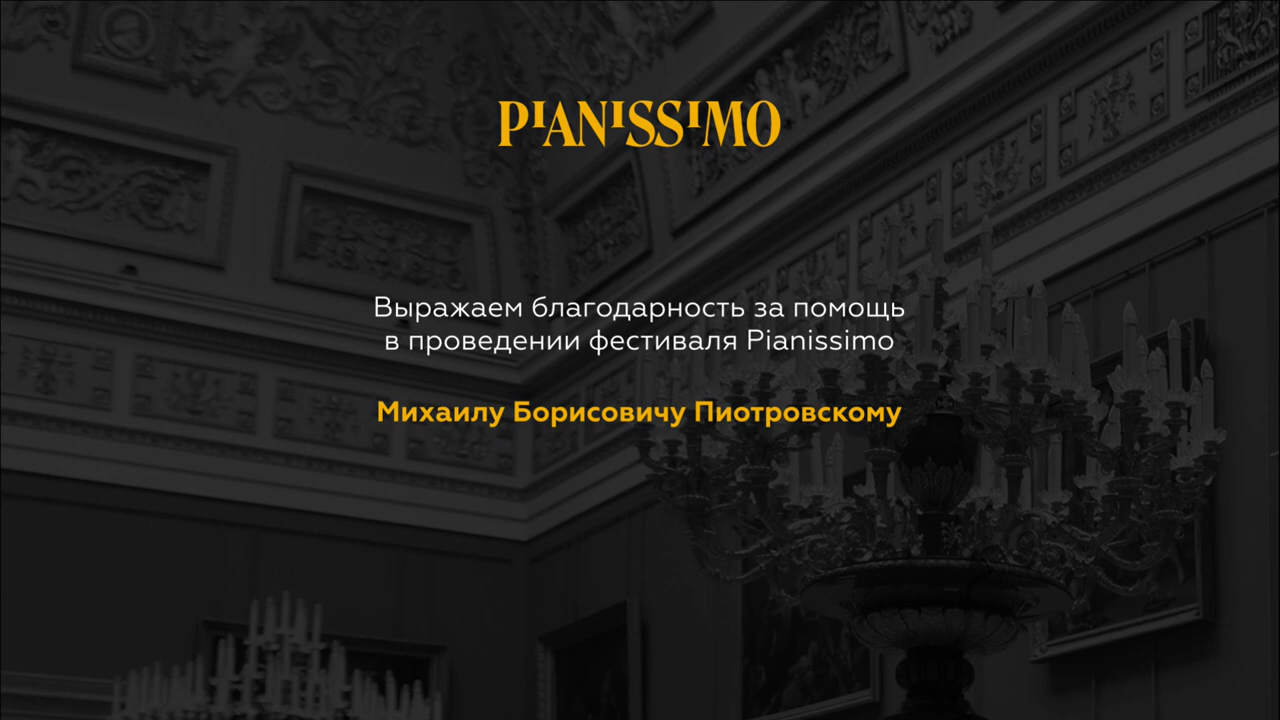 PIANISSIMO
Выражаем благодарность за помощь
в проведении фестиваля Pianissimo
Михаилу Борисовичу Пиотровскому